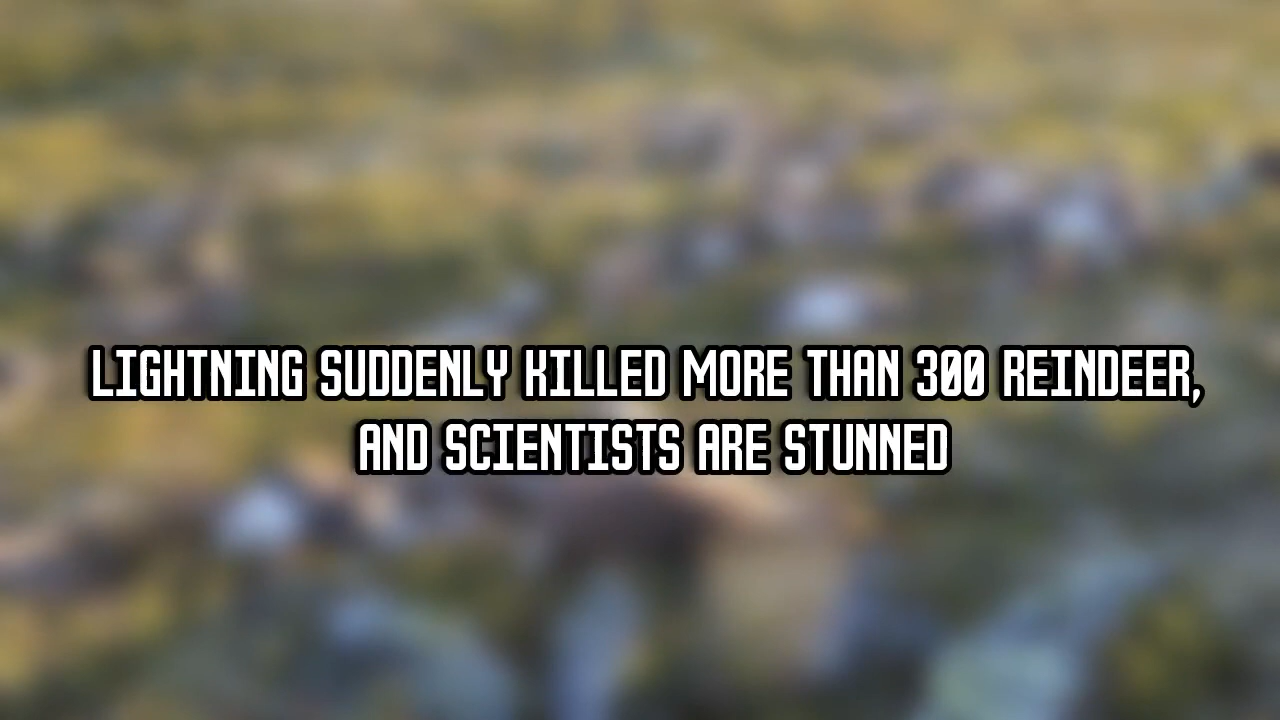 LIGHTNING SUDDENLY KILLED MORE THAN 300 REINDEER,
AND SCIENTISTS ARE STUNNED